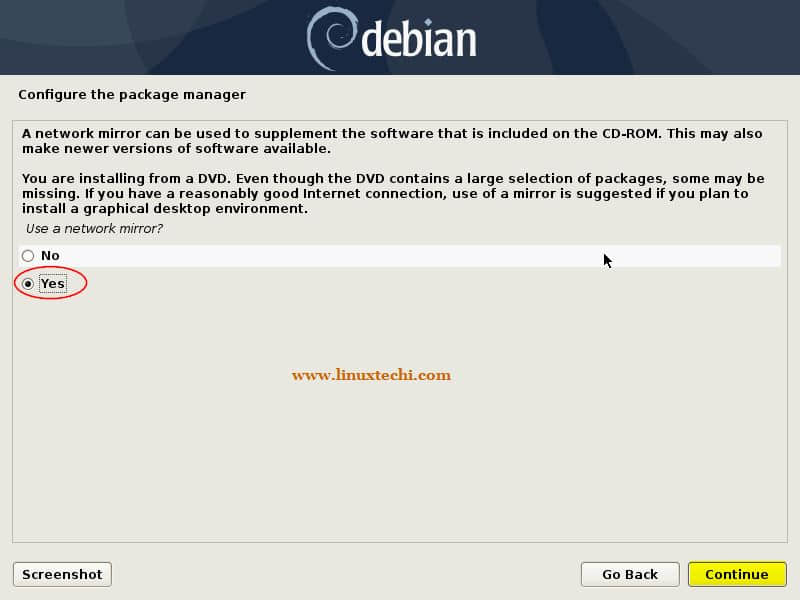 debian
Configure the package manager
A network mirror can be used to supplement the software that is included on the CD-ROM. This may also
make newer versions of software available.
You are installing from a DVD. Even though the DVD contains a large selection of packages, some may be
missing. If you have a reasonably good Internet connection, use of a mirror is suggested if you plan to
install a graphical desktop environment.
Use a network mirror?
No
Yes
www.linuxtechi.com
Screenshot
Go Back
Continue